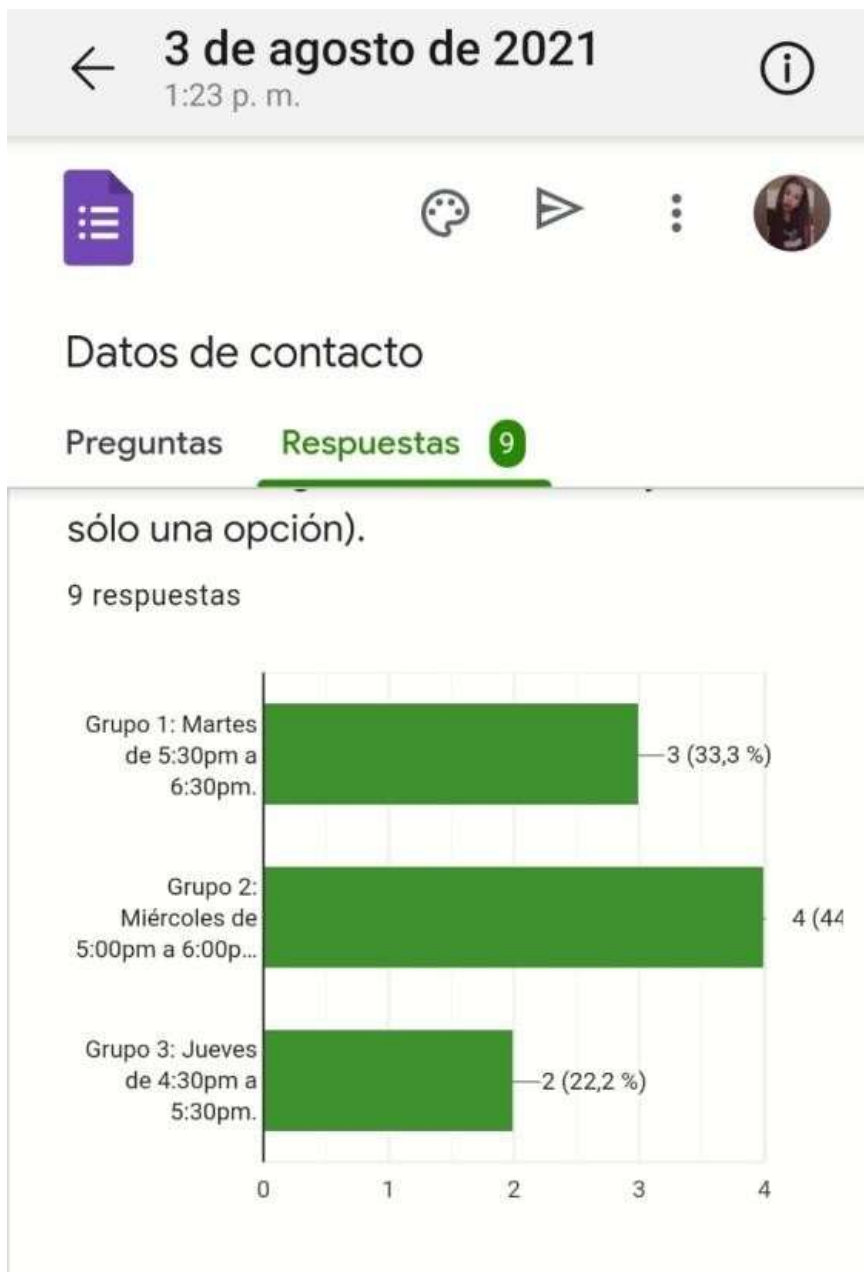 3 de agosto de 2021
1:23 p. m.
Datos de contacto
Preguntas Respuestas 9
sólo una opción).
9 respuestas
Grupo 1: Martes
de 5:30pm a
6:30pm.
3 (33,3 %)
Grupo 2:
Miércoles de
5:00pm a 6:00p...
4 (44
Grupo 3: Jueves
de 4:30pm a
5:30pm.
2 (22,2 %)
0 1 2 3 4